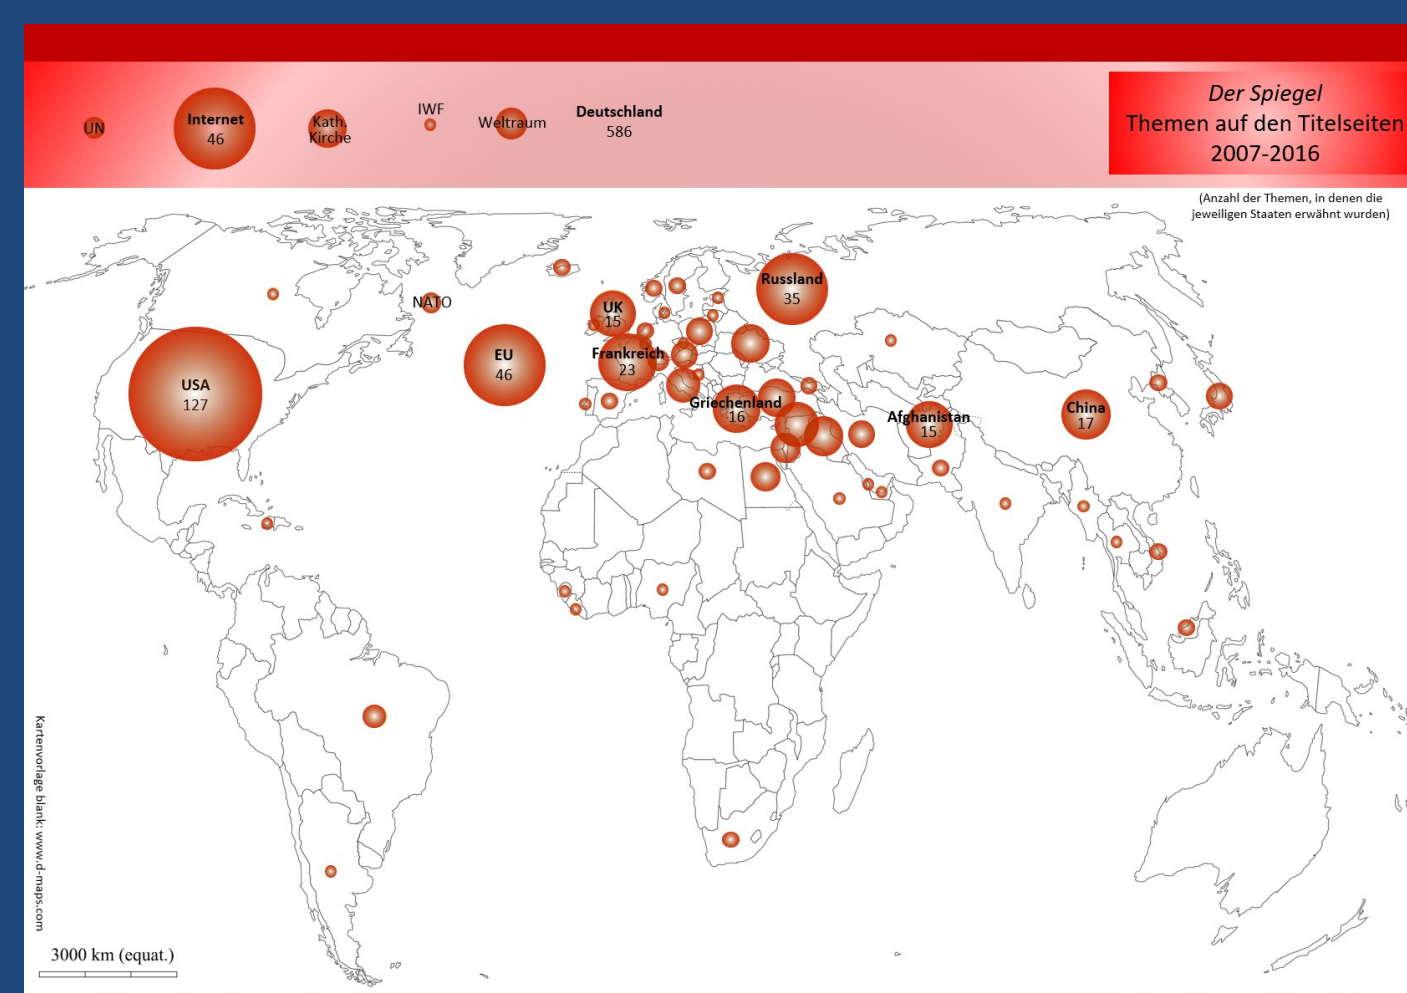 UN
Internet
46
Kath.
Kirche
IWF
Weltraum
Deutschland
586
Der Spiegel
Themen auf den Titelseiten
2007-2016
(Anzahl der Themen, in denen die
jeweiligen Staaten erwähnt wurden)
NATO
USA
127
EU
46
UK
15
Frankreich
23
Russland
35
Griechenland
16
Afghanistan
15
China
17
Kartenvorlage blank: www.d-maps.com
3000 km (equat.)